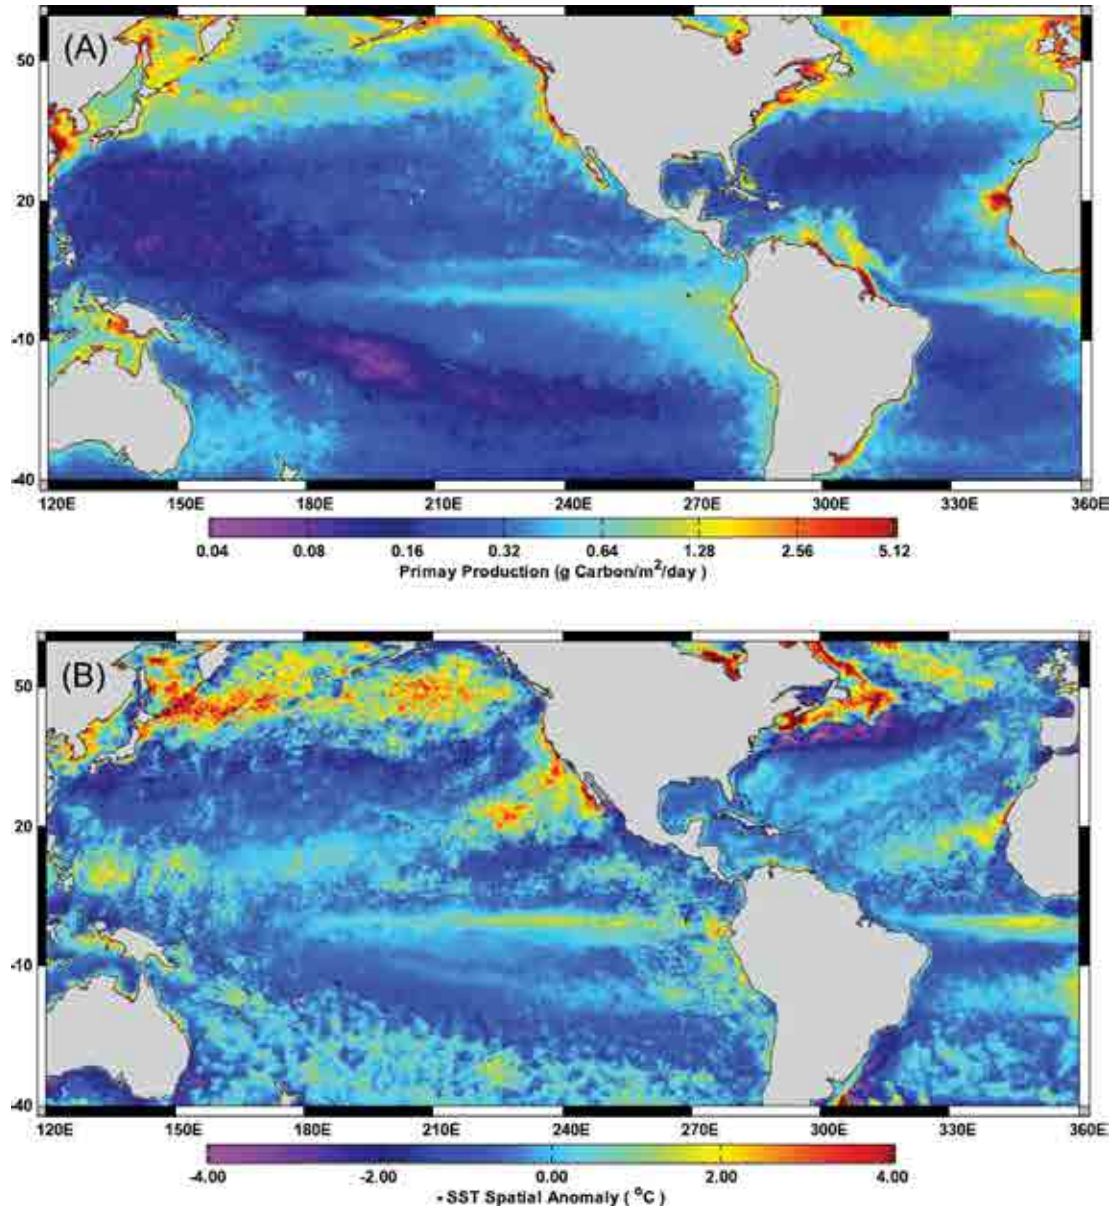 (A)
50
20
-10
-40
120E 150E 180E 210E 240E 270E 300E 330E 360E
0.04 0.08 0.16 0.32 0.64 1.28 2.56 5.12
Primay Production (g Carbon/m²/day )
(B)
50
20
-10
-40
120E 150E 180E 210E 240E 270E 300E 330E 360E
-4.00 -2.00 0.00 2.00 4.00
- SST Spatial Anomaly ( °C )